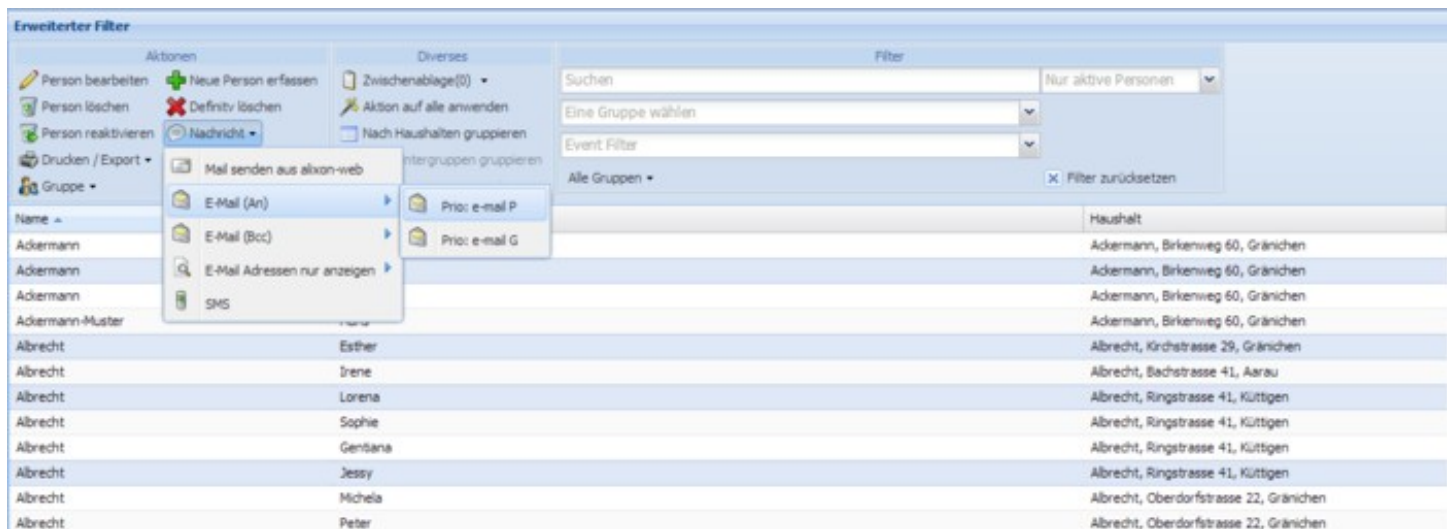 Erweiterter Filter
Aktionen Diverses Filter
Person bearbeiten Neue Person erfassen Zwischenablage(0) Suchen Nur aktive Personen
Person löschen Definitv löschen Aktion auf alle anwenden Eine Gruppe wählen
Person reaktivieren Nachricht Nach Haushalten gruppieren Event Filter
Drucken / Export Mail senden aus alixon-web ntergruppen gruppieren
Gruppe E-Mail (An) Prio: e-mail P Alle Gruppen Filter zurücksetzen
Name Haushalt
E-Mail (Bcc) Prio: e-mail G
Ackermann Ackermann, Birkenweg 60, Gränichen
Ackermann E-Mail Adressen nur anzeigen Ackermann, Birkenweg 60, Gränichen
Ackermann SMS Ackermann, Birkenweg 60, Gränichen
Ackermann-Muster Ackermann, Birkenweg 60, Gränichen
Albrecht Esther Albrecht, Kirchstrasse 29, Gränichen
Albrecht Irene Albrecht, Bachstrasse 41, Aarau
Albrecht Lorena Albrecht, Ringstrasse 41, Küttigen
Albrecht Sophie Albrecht, Ringstrasse 41, Küttigen
Albrecht Gentiana Albrecht, Ringstrasse 41, Küttigen
Albrecht Jessy Albrecht, Ringstrasse 41, Küttigen
Albrecht Michela Albrecht, Oberdorfstrasse 22, Gränichen
Albrecht Peter Albrecht, Oberdorfstrasse 22, Gränichen